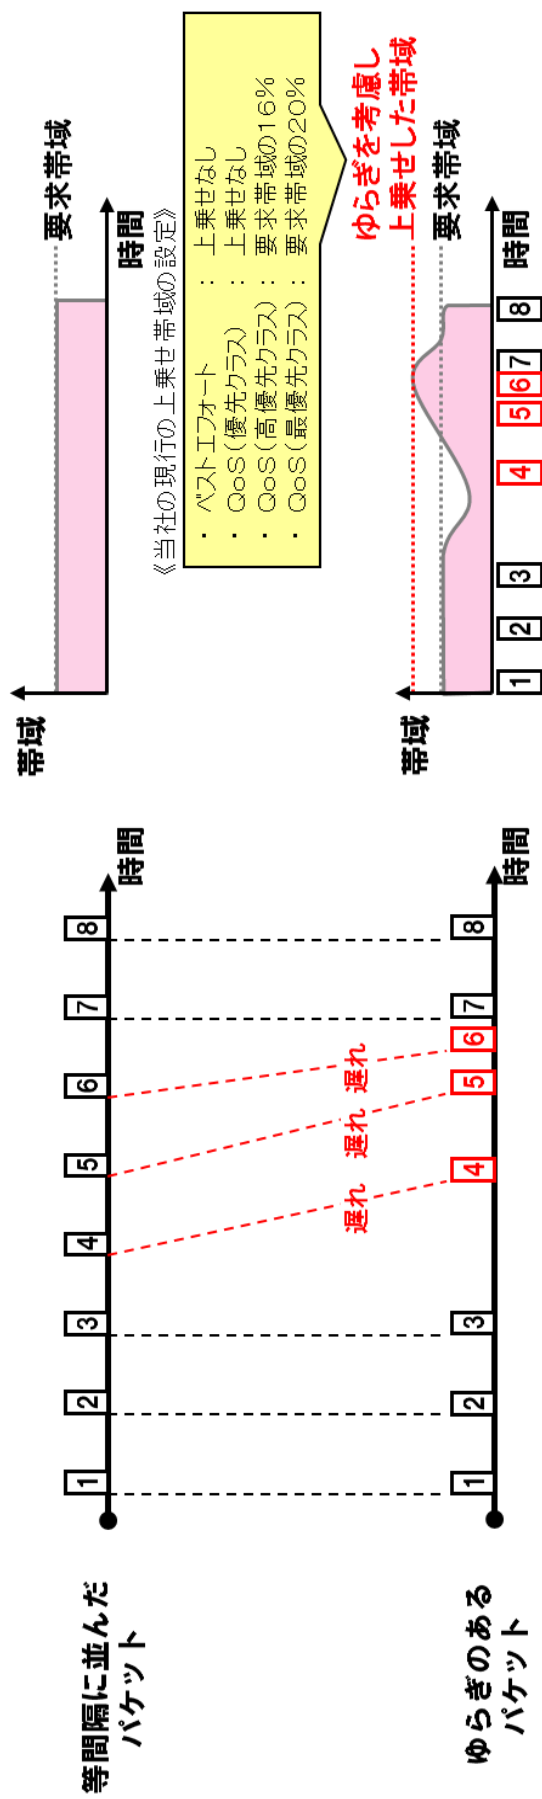 等間隔に並んだ
パケット
1 2 3 4 5 6 7 8
時間
遅れ 遅れ 遅れ
ゆらぎのある
パケット
1 2 3 4 5 6 7 8
時間
帯域
要求帯域
時間
《当社の現行の上乗せ帯域の設定》
・ ベストエフォート : 上乗せなし
・ QoS(優先クラス) : 上乗せなし
・ QoS(高優先クラス) : 要求帯域の16%
・ QoS(最優先クラス) : 要求帯域の20%
ゆらぎを考慮し
上乗せした帯域
帯域
要求帯域
時間
1 2 3 4 5 6 7 8